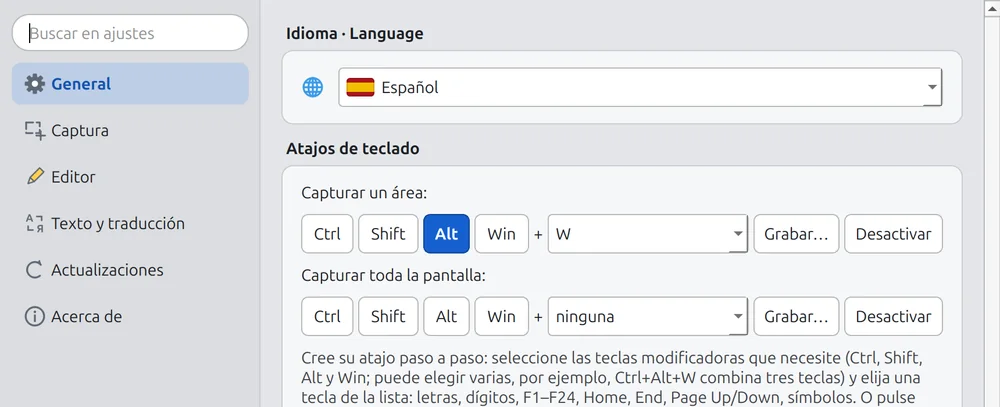 Buscar en ajustes
General
Captura
Editor
Texto y traducción
Actualizaciones
Acerca de
Idioma · Language
Español
Atajos de teclado
Capturar un área:
Ctrl Shift Alt Win + W Grabar... Desactivar
Capturar toda la pantalla:
Ctrl Shift Alt Win + ninguna Grabar... Desactivar
Cree su atajo paso a paso: seleccione las teclas modificadoras que necesite (Ctrl, Shift,
Alt y Win; puede elegir varias, por ejemplo, Ctrl+Alt+W combina tres teclas) y elija una
tecla de la lista: letras, dígitos, F1–F24, Home, End, Page Up/Down, símbolos. O pulse